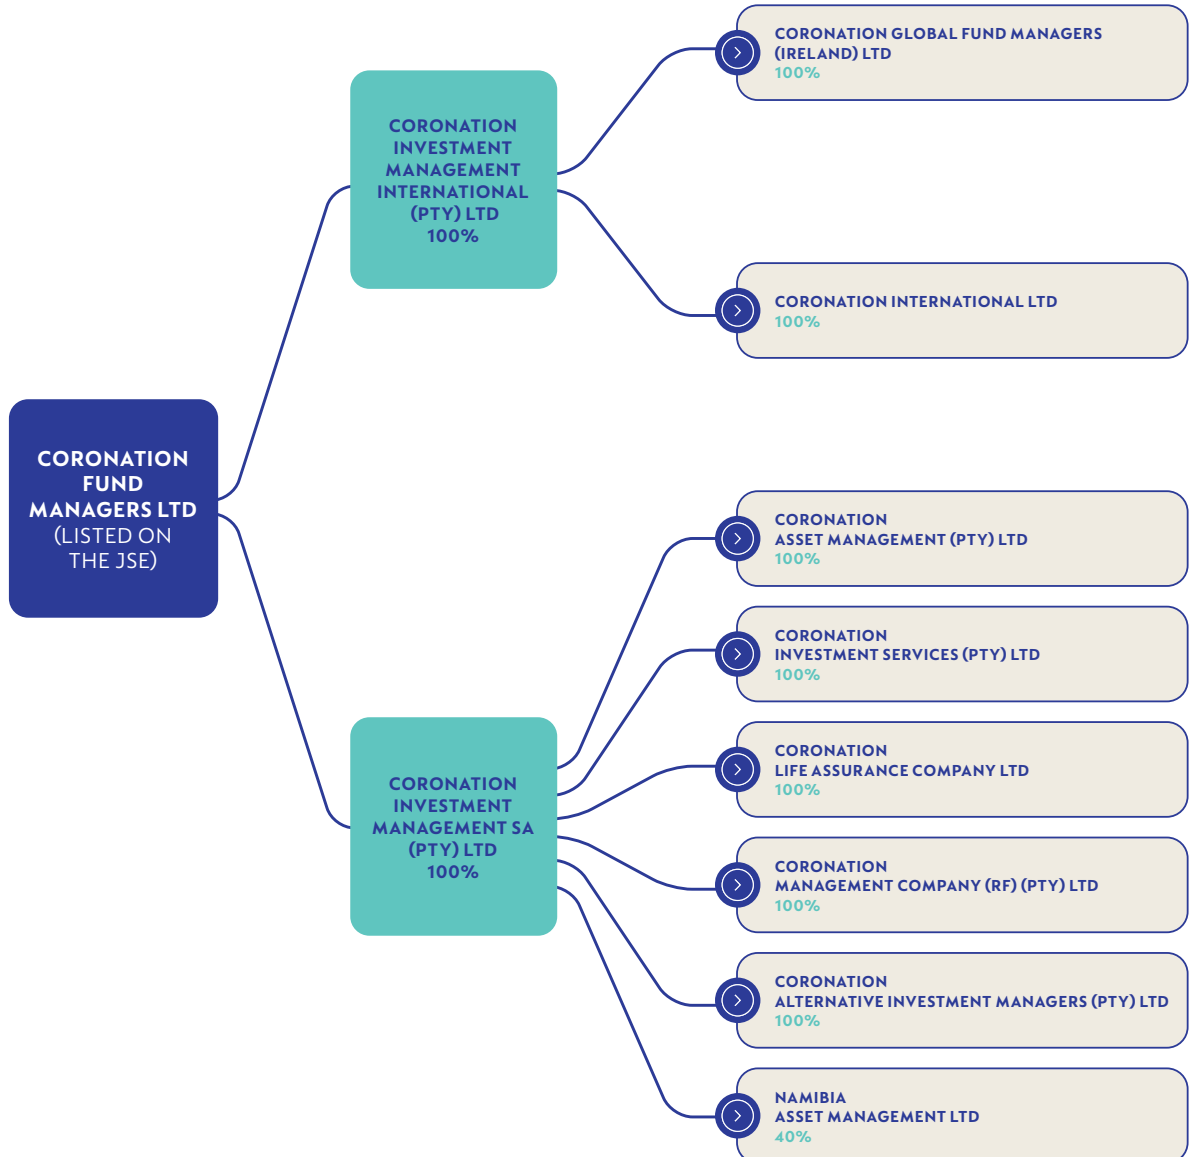 CORONATION
FUND
MANAGERS LTD
(LISTED ON
THE JSE)
CORONATION
INVESTMENT
MANAGEMENT
INTERNATIONAL
(PTY) LTD
100%
CORONATION GLOBAL FUND MANAGERS
(IRELAND) LTD
100%
CORONATION INTERNATIONAL LTD
100%
CORONATION
INVESTMENT
MANAGEMENT SA
(PTY) LTD
100%
CORONATION
ASSET MANAGEMENT (PTY) LTD
100%
CORONATION
INVESTMENT SERVICES (PTY) LTD
100%
CORONATION
LIFE ASSURANCE COMPANY LTD
100%
CORONATION
MANAGEMENT COMPANY (RF) (PTY) LTD
100%
CORONATION
ALTERNATIVE INVESTMENT MANAGERS (PTY) LTD
100%
NAMIBIA
ASSET MANAGEMENT LTD
40%